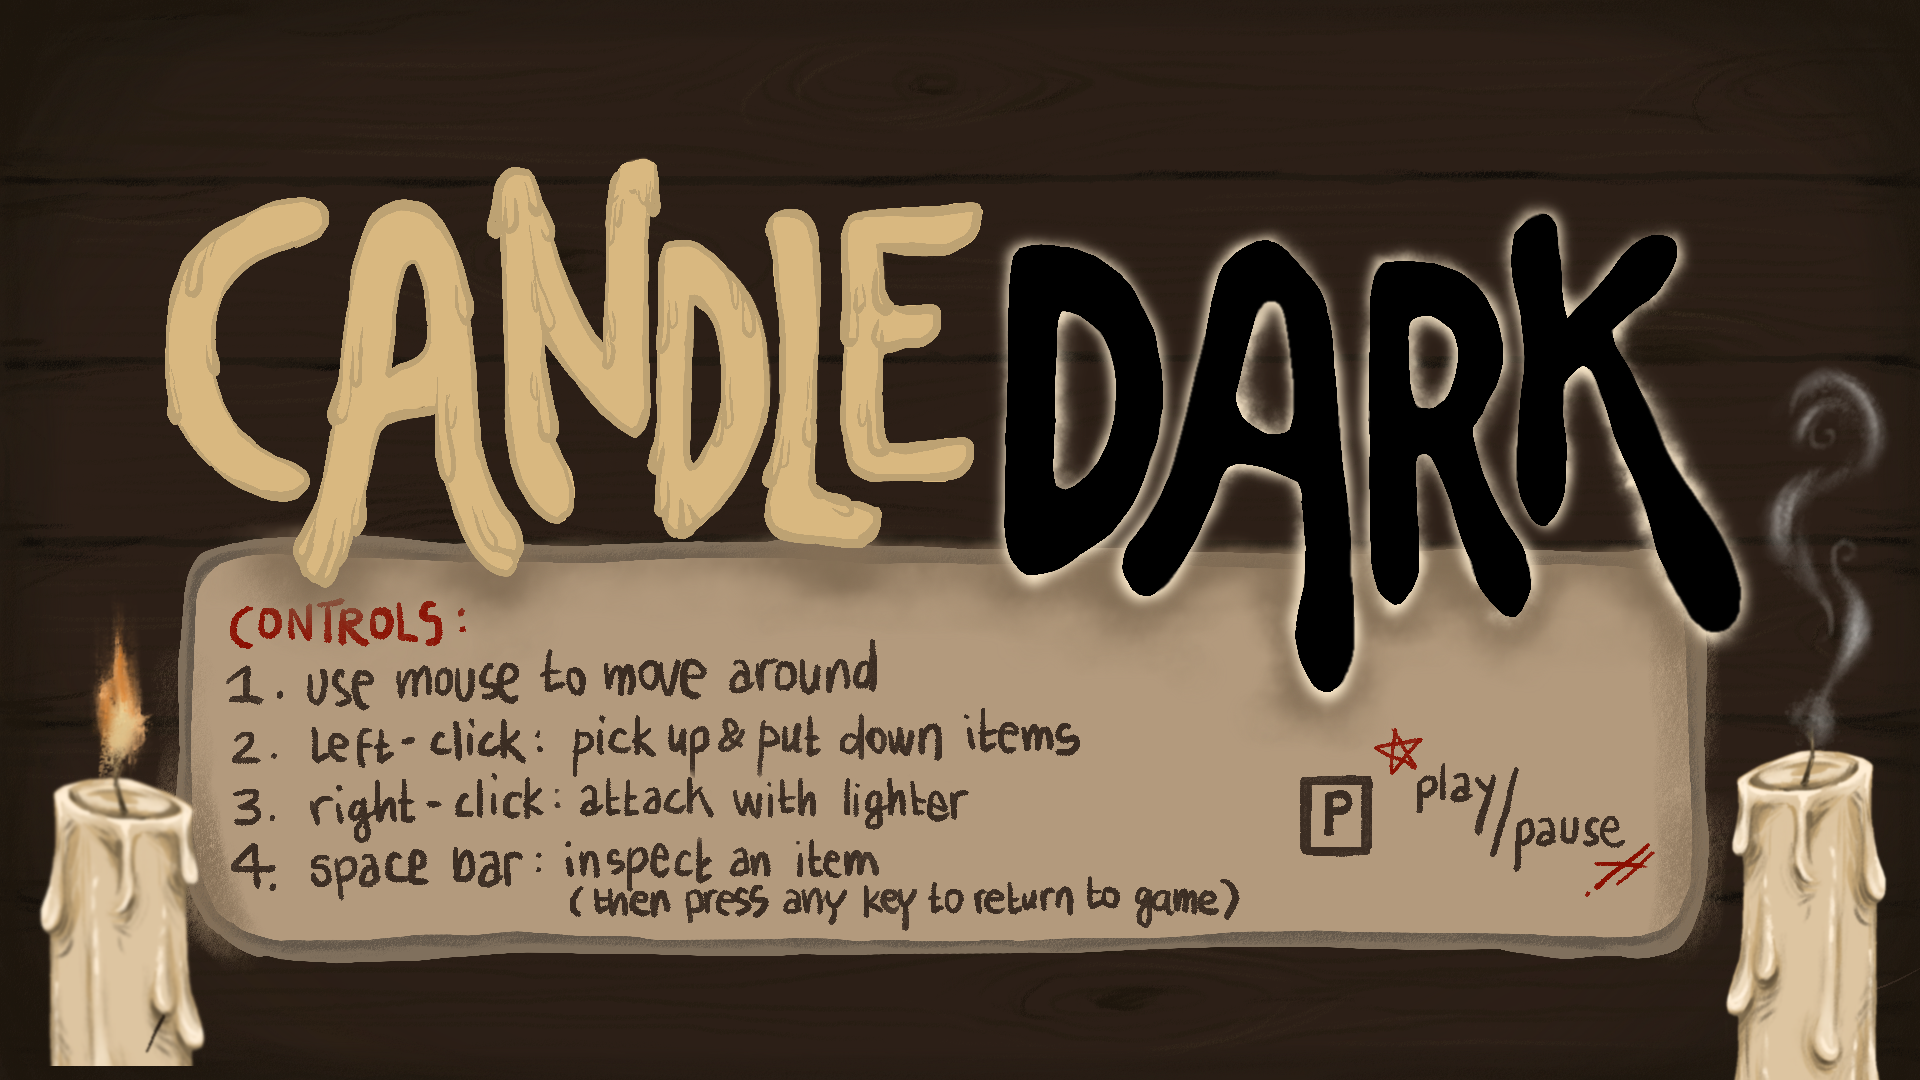 CANDLE DARK
CONTROLS:
1. use mouse to move around
2. left-click: pick up & put down items
3. right-click: attack with lighter
4. space bar: inspect an item
(then press any key to return to game)
P play/pause